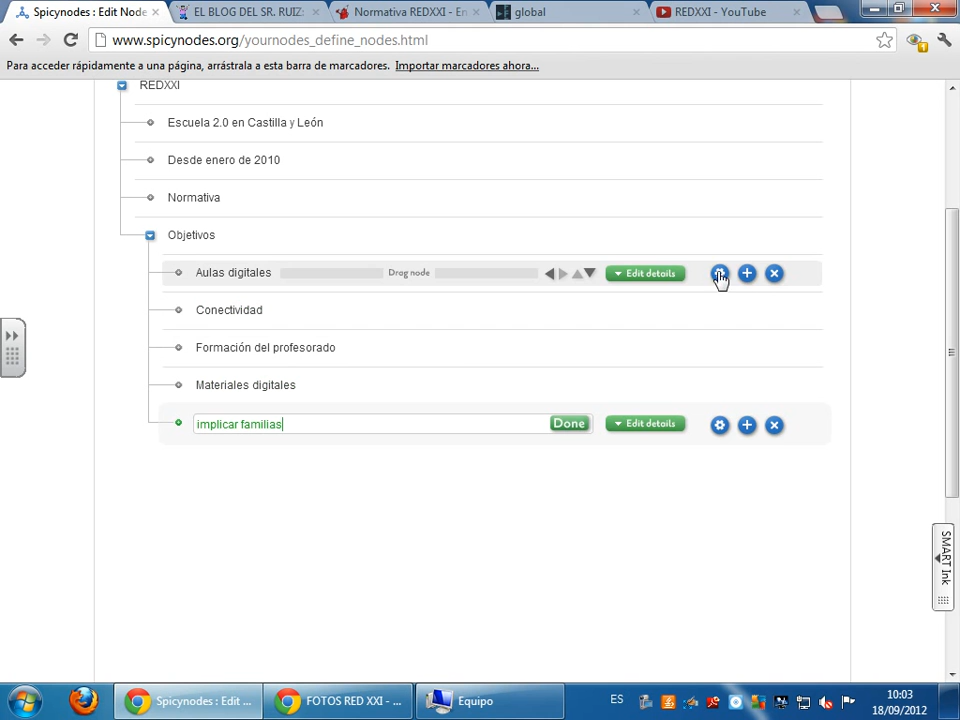 Spicynodes : Edit Node
EL BLOG DEL SR. RUIZ:
Normativa REDXXI - En
global
REDXXI - YouTube
www.spicynodes.org/yournodes_define_nodes.html
Para acceder rápidamente a una página, arrástrala a esta barra de marcadores. Importar marcadores ahora...
REDXXI
Escuela 2.0 en Castilla y León
Desde enero de 2010
Normativa
Objetivos
Aulas digitales
Drag node
Edit details
Conectividad
Formación del profesorado
Materiales digitales
implicar familias
Done
Edit details
SMART Ink
Spicynodes : Edit ...
FOTOS RED XXI - ...
Equipo
ES
10:03
18/09/2012